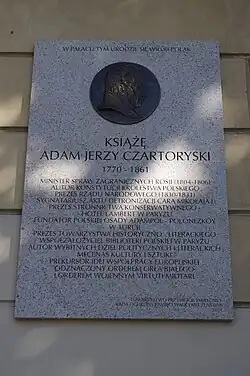 W PAŁACU TYM URODZIŁ SIĘ WIELKI POLAK
KSIĄŻĘ
ADAM JERZY CZARTORYSKI
1770 – 1861
MINISTER SPRAW ZAGRANICZNYCH ROSJI (1804-1806)
AUTOR KONSTYTUCJI KRÓLESTWA POLSKIEGO
PREZES RZĄDU NARODOWEGO (1830/1831)
SYGNATARIUSZ AKTU DETRONIZACJI CARA MIKOŁAJA I
PREZES STRONNICTWA KONSERWATYWNEGO
HOTEL LAMBERT W PARYŻU
FUNDATOR POLSKIEJ OSADY ADAMPOL - POLONEZKÖY
W TURCJI
PREZES TOWARZYSTWA HISTORYCZNO - LITERACKIEGO
WSPÓŁZAŁOŻYCIEL BIBLIOTEKI POLSKIEJ W PARYŻU
AUTOR WYBITNYCH DZIEŁ POLITYCZNYCH I LITERACKICH
MECENAS KULTURY I SZTUKI
PREKURSOR IDEI WSPÓŁPRACY EUROPEJSKIEJ
ODZNACZONY ORDEREM ORŁA BIAŁEGO
I ORDEREM WOJENNYM VIRTUTI MILITARI